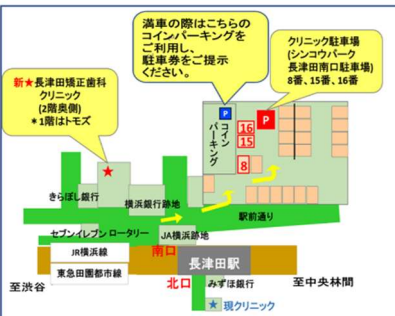 満車の際はこちらの
コインパーキングを
ご利用し、
駐車券をご提示
ください。
クリニック駐車場
(シンコウパーク
長津田南口駐車場)
8番、15番、16番
新★長津田矯正歯科
クリニック
(2階奥側)
*1階はトモズ
P
コイン
パーキング
P
16
15
8
★
きらぼし銀行
横浜銀行跡地
駅前通り
セブンイレブン
ロータリー
JA横浜跡地
JR横浜線
南口
長津田駅
東急田園都市線
至渋谷
北口
至中央林間
みずほ銀行
★ 現クリニック